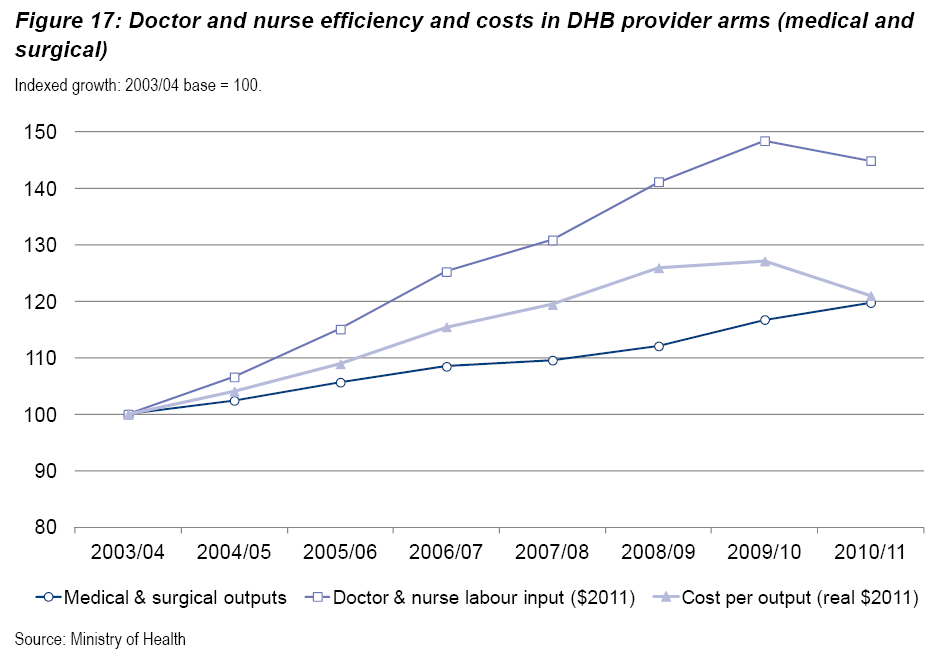 Figure 17: Doctor and nurse efficiency and costs in DHB provider arms (medical and
surgical)
Indexed growth: 2003/04 base = 100.
150
140
130
120
110
100
90
80
2003/04 2004/05 2005/06 2006/07 2007/08 2008/09 2009/10 2010/11
Medical & surgical outputs Doctor & nurse labour input ($2011) Cost per output (real $2011)
Source: Ministry of Health